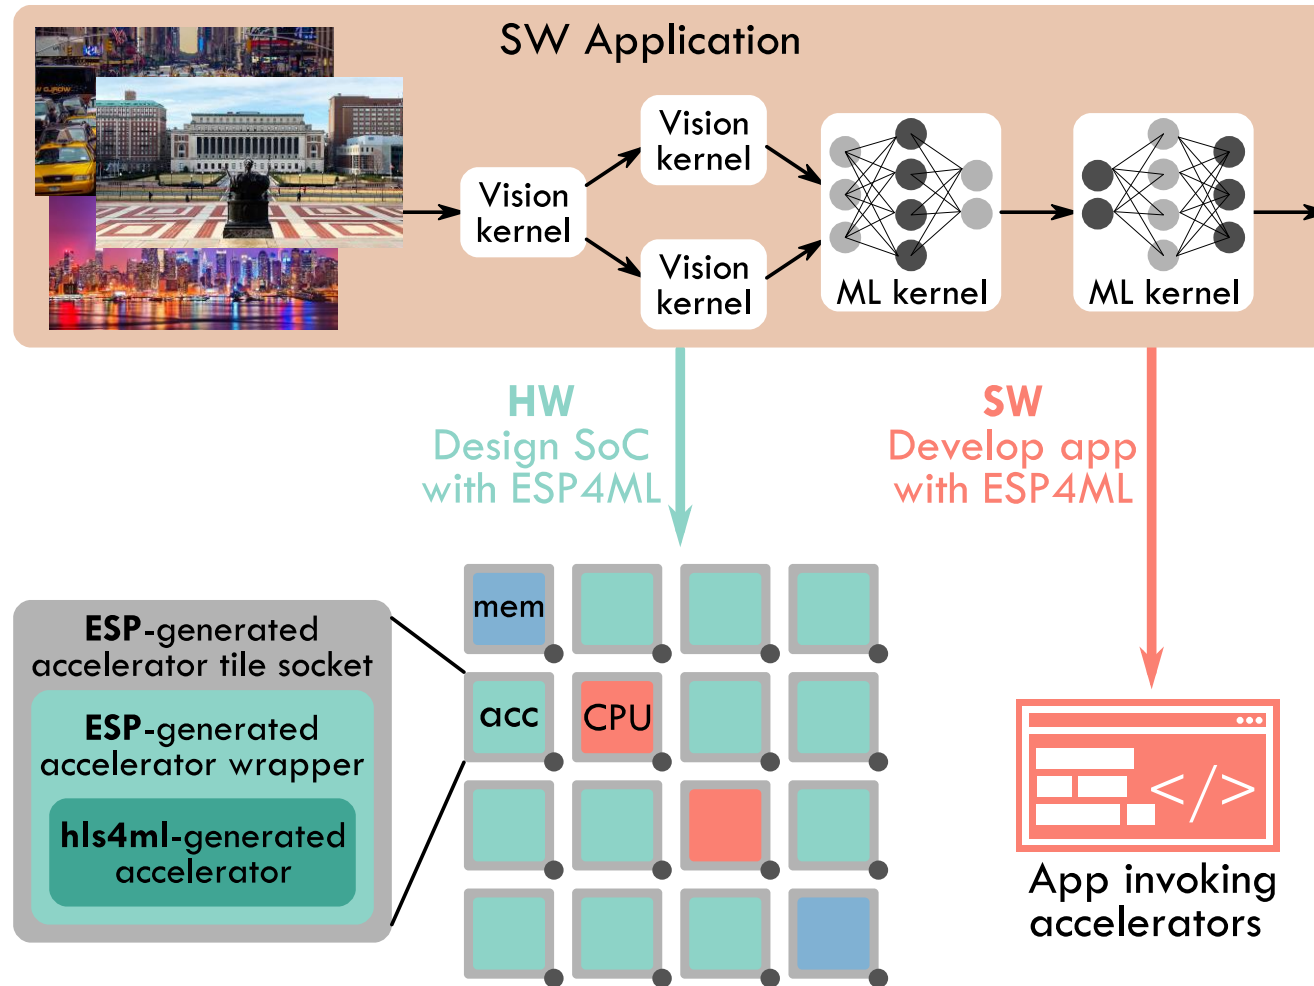 SW Application
Vision
kernel
Vision
kernel
Vision
kernel
ML kernel
ML kernel
HW
Design SoC
with ESP4ML
SW
Develop app
with ESP4ML
ESP-generated
accelerator tile socket
ESP-generated
accelerator wrapper
hls4ml-generated
accelerator
mem
acc
CPU
</>
App invoking
accelerators